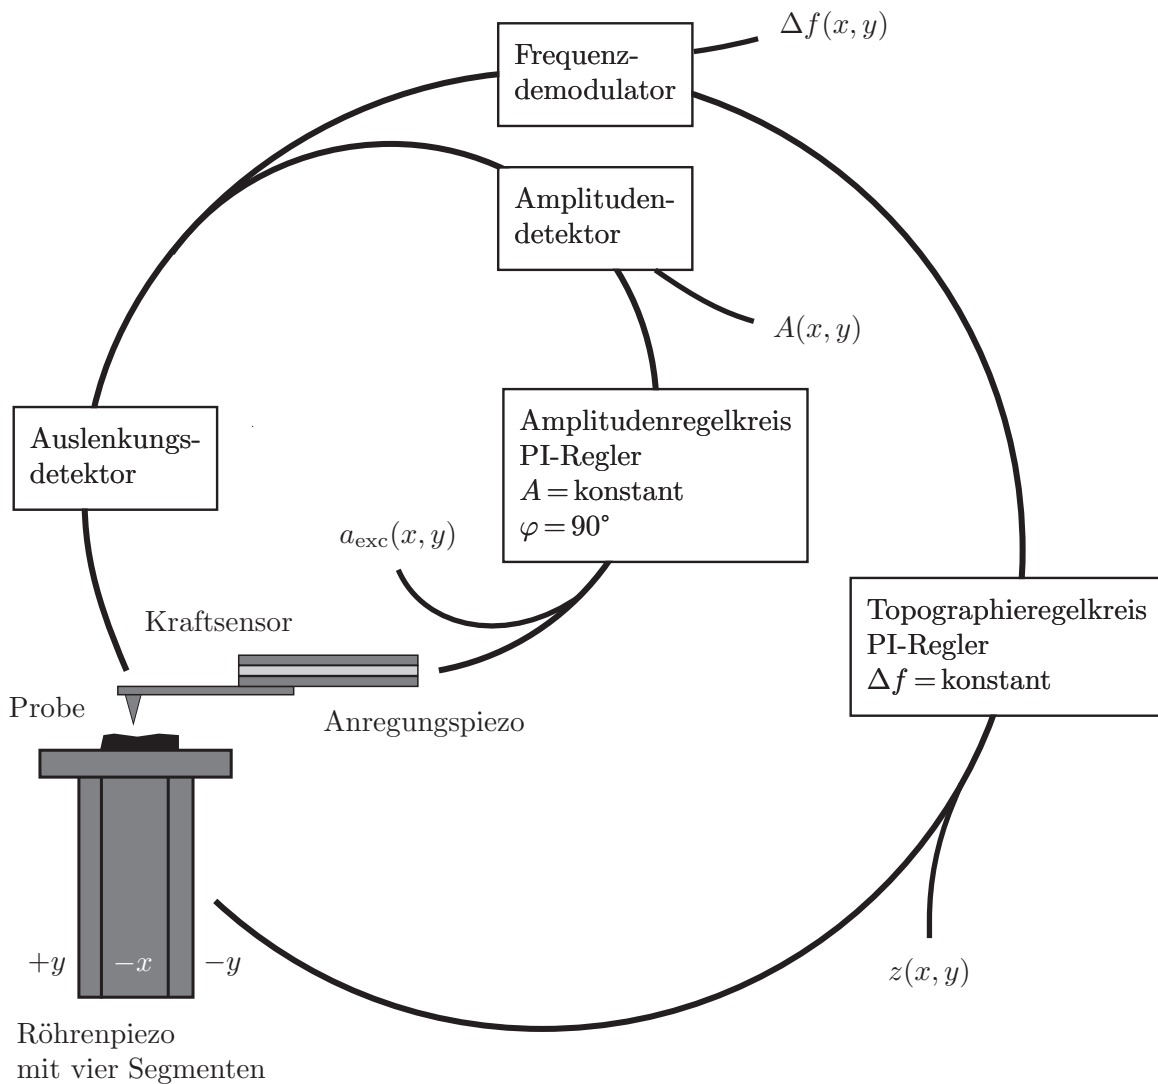 Δf(x, y)
Frequenz-
demodulator
Amplituden-
detektor
A(x, y)
Amplitudenregelkreis
PI-Regler
A = konstant
φ = 90°
Auslenkungs-
detektor
a_exc(x, y)
Kraftsensor
Topographieregelkreis
PI-Regler
Δf = konstant
Probe
Anregungspiezo
+y
−x
−y
z(x, y)
Röhrenpiezo
mit vier Segmenten